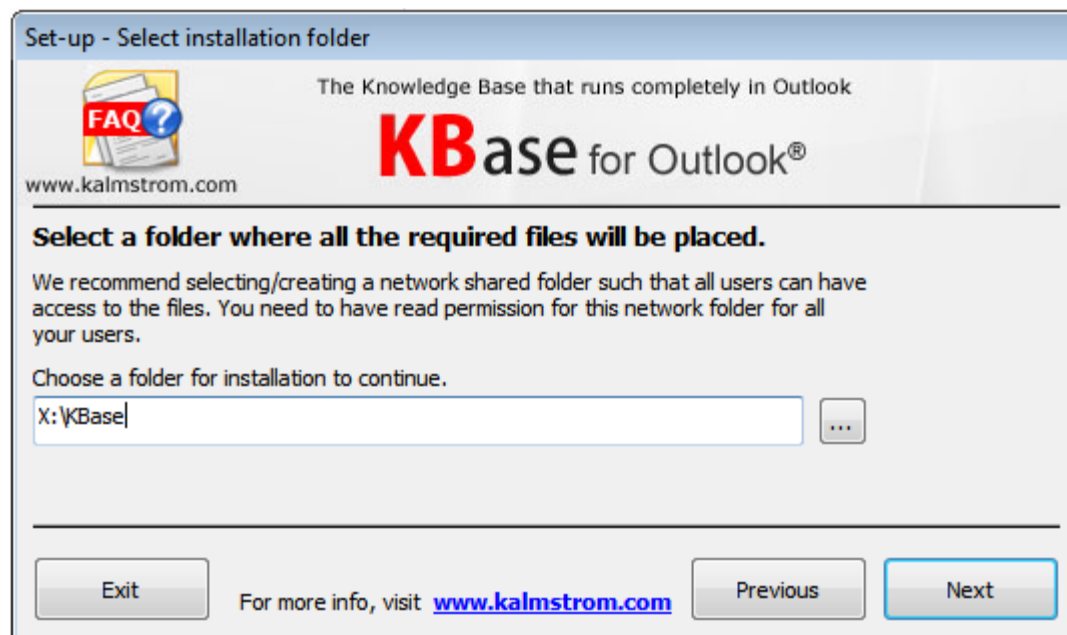 Set-up - Select installation folder
The Knowledge Base that runs completely in Outlook
FAQ ?
KBase for Outlook®
www.kalmstrom.com
Select a folder where all the required files will be placed.
We recommend selecting/creating a network shared folder such that all users can have
access to the files. You need to have read permission for this network folder for all
your users.
Choose a folder for installation to continue.
X:\KBase
...
Exit
For more info, visit www.kalmstrom.com
Previous
Next